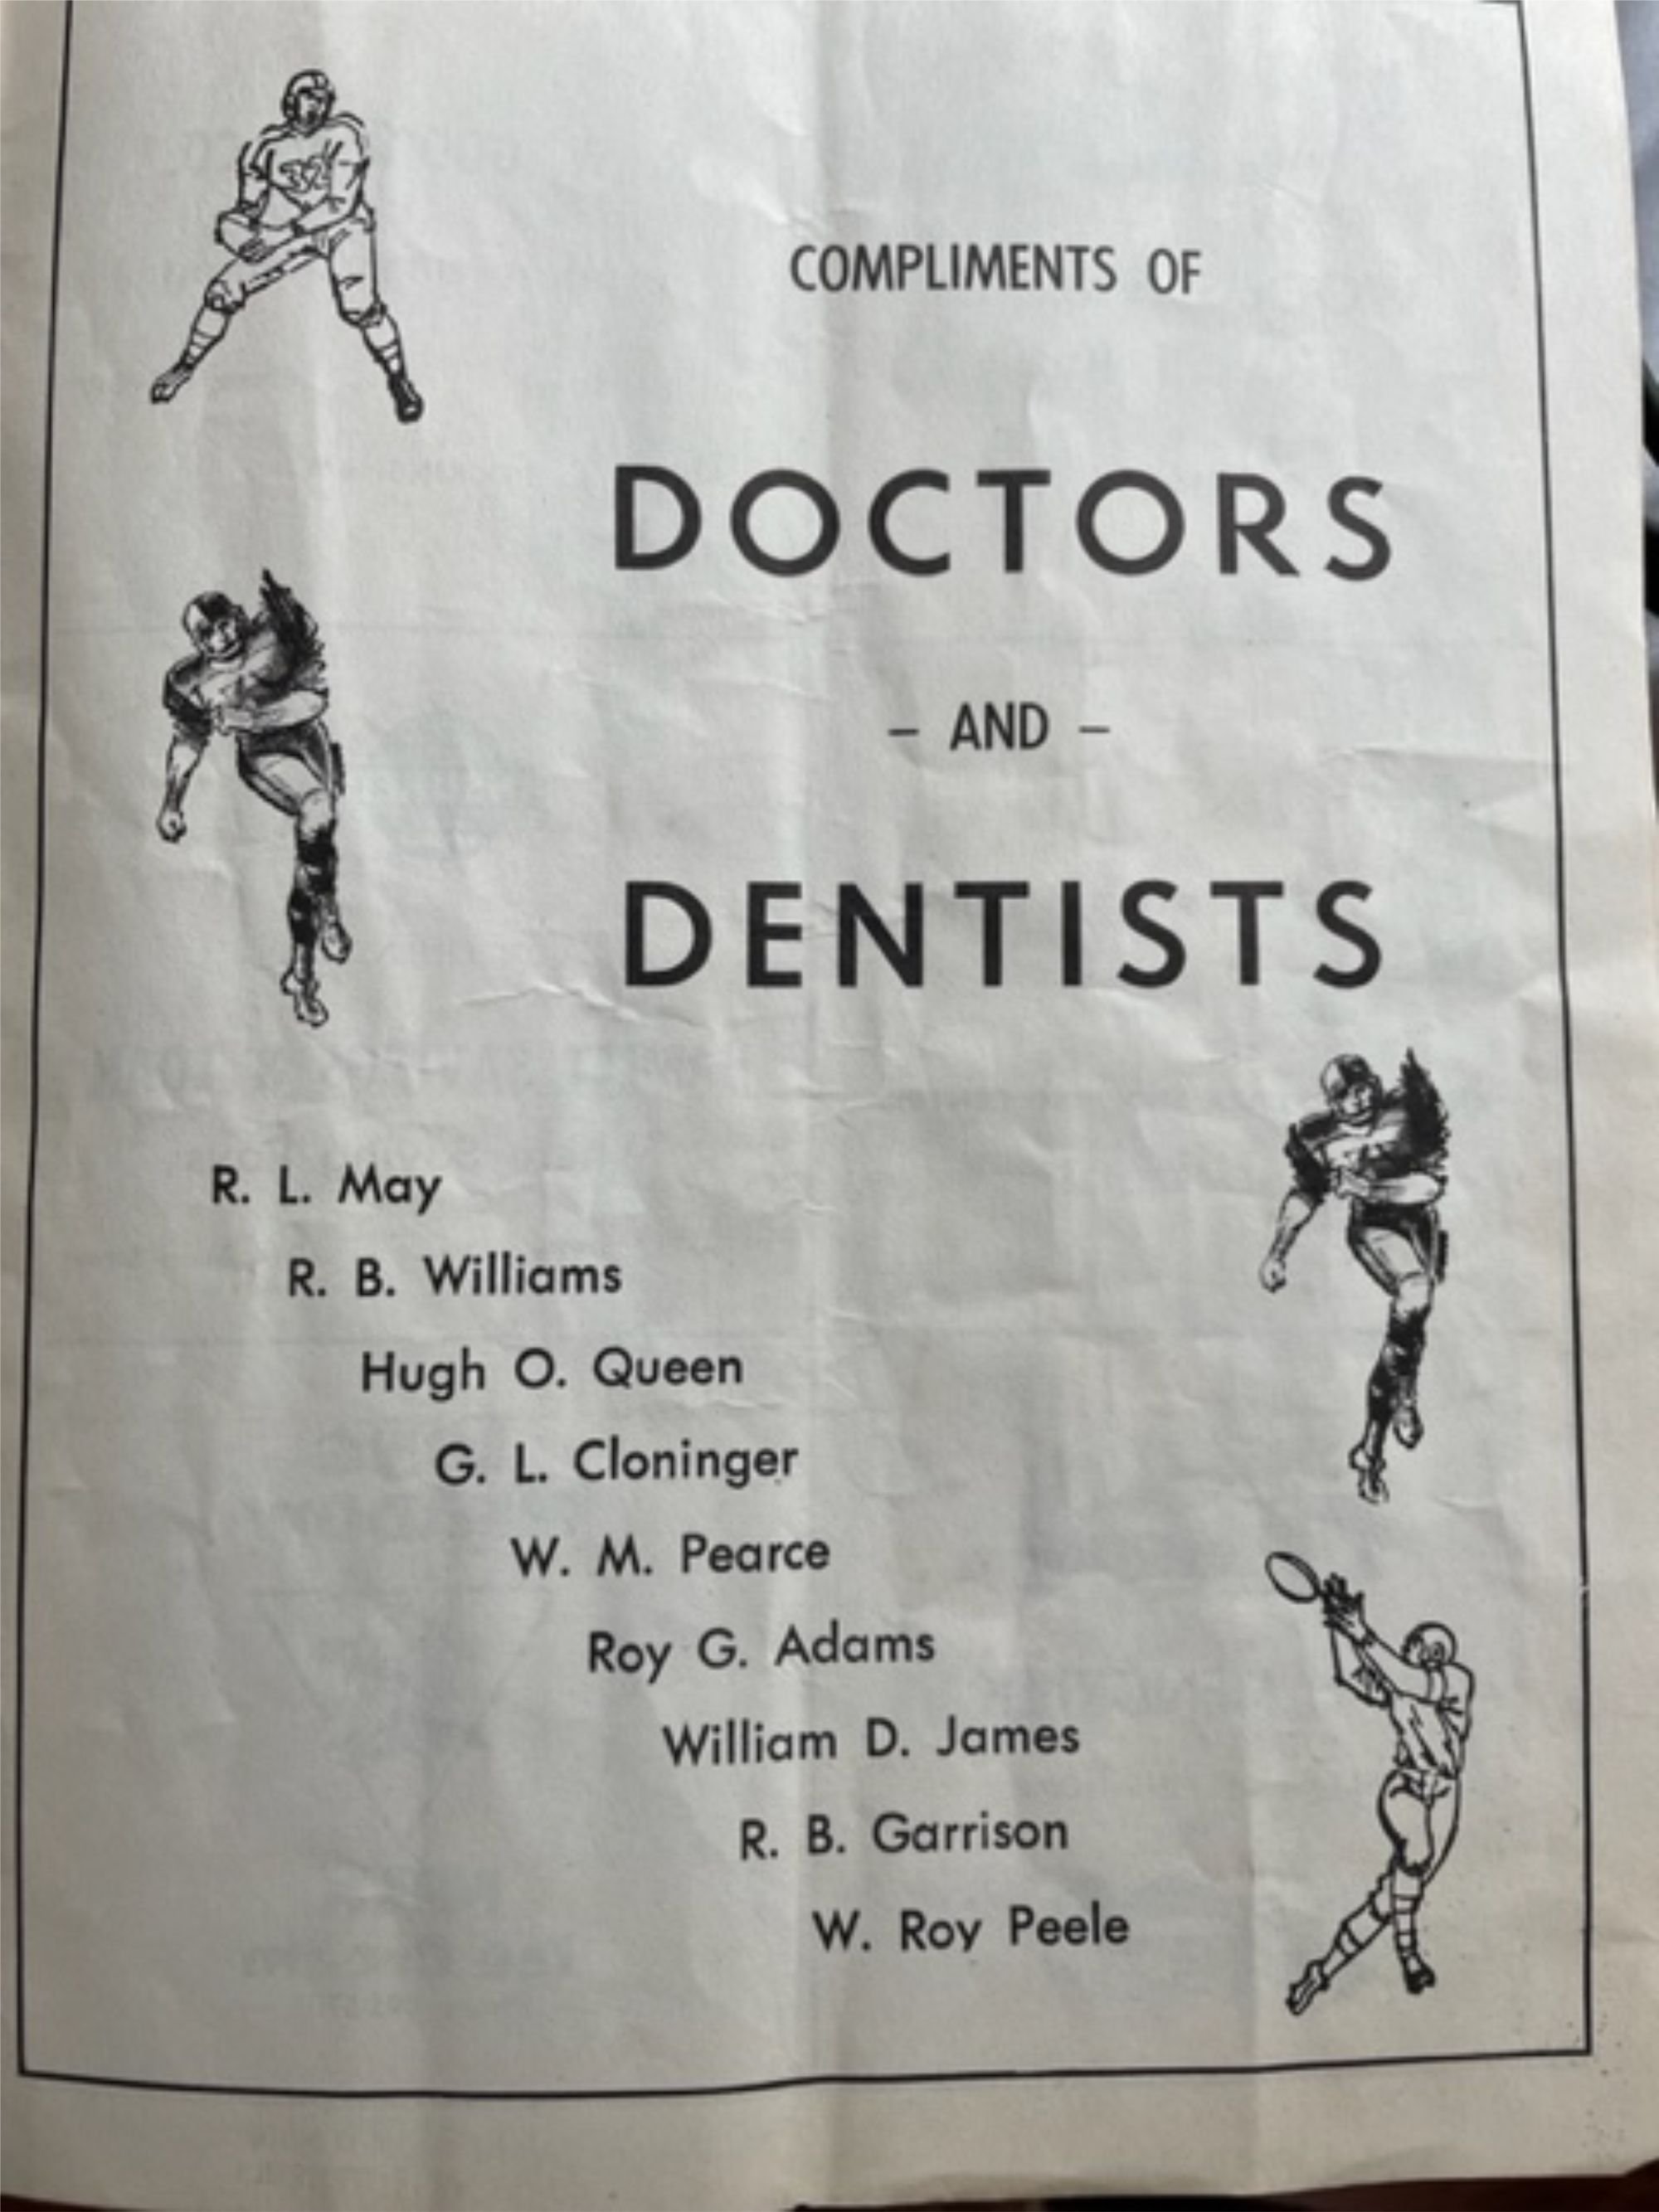 COMPLIMENTS OF
DOCTORS
- AND -
DENTISTS
R. L. May
R. B. Williams
Hugh O. Queen
G. L. Cloninger
W. M. Pearce
Roy G. Adams
William D. James
R. B. Garrison
W. Roy Peele